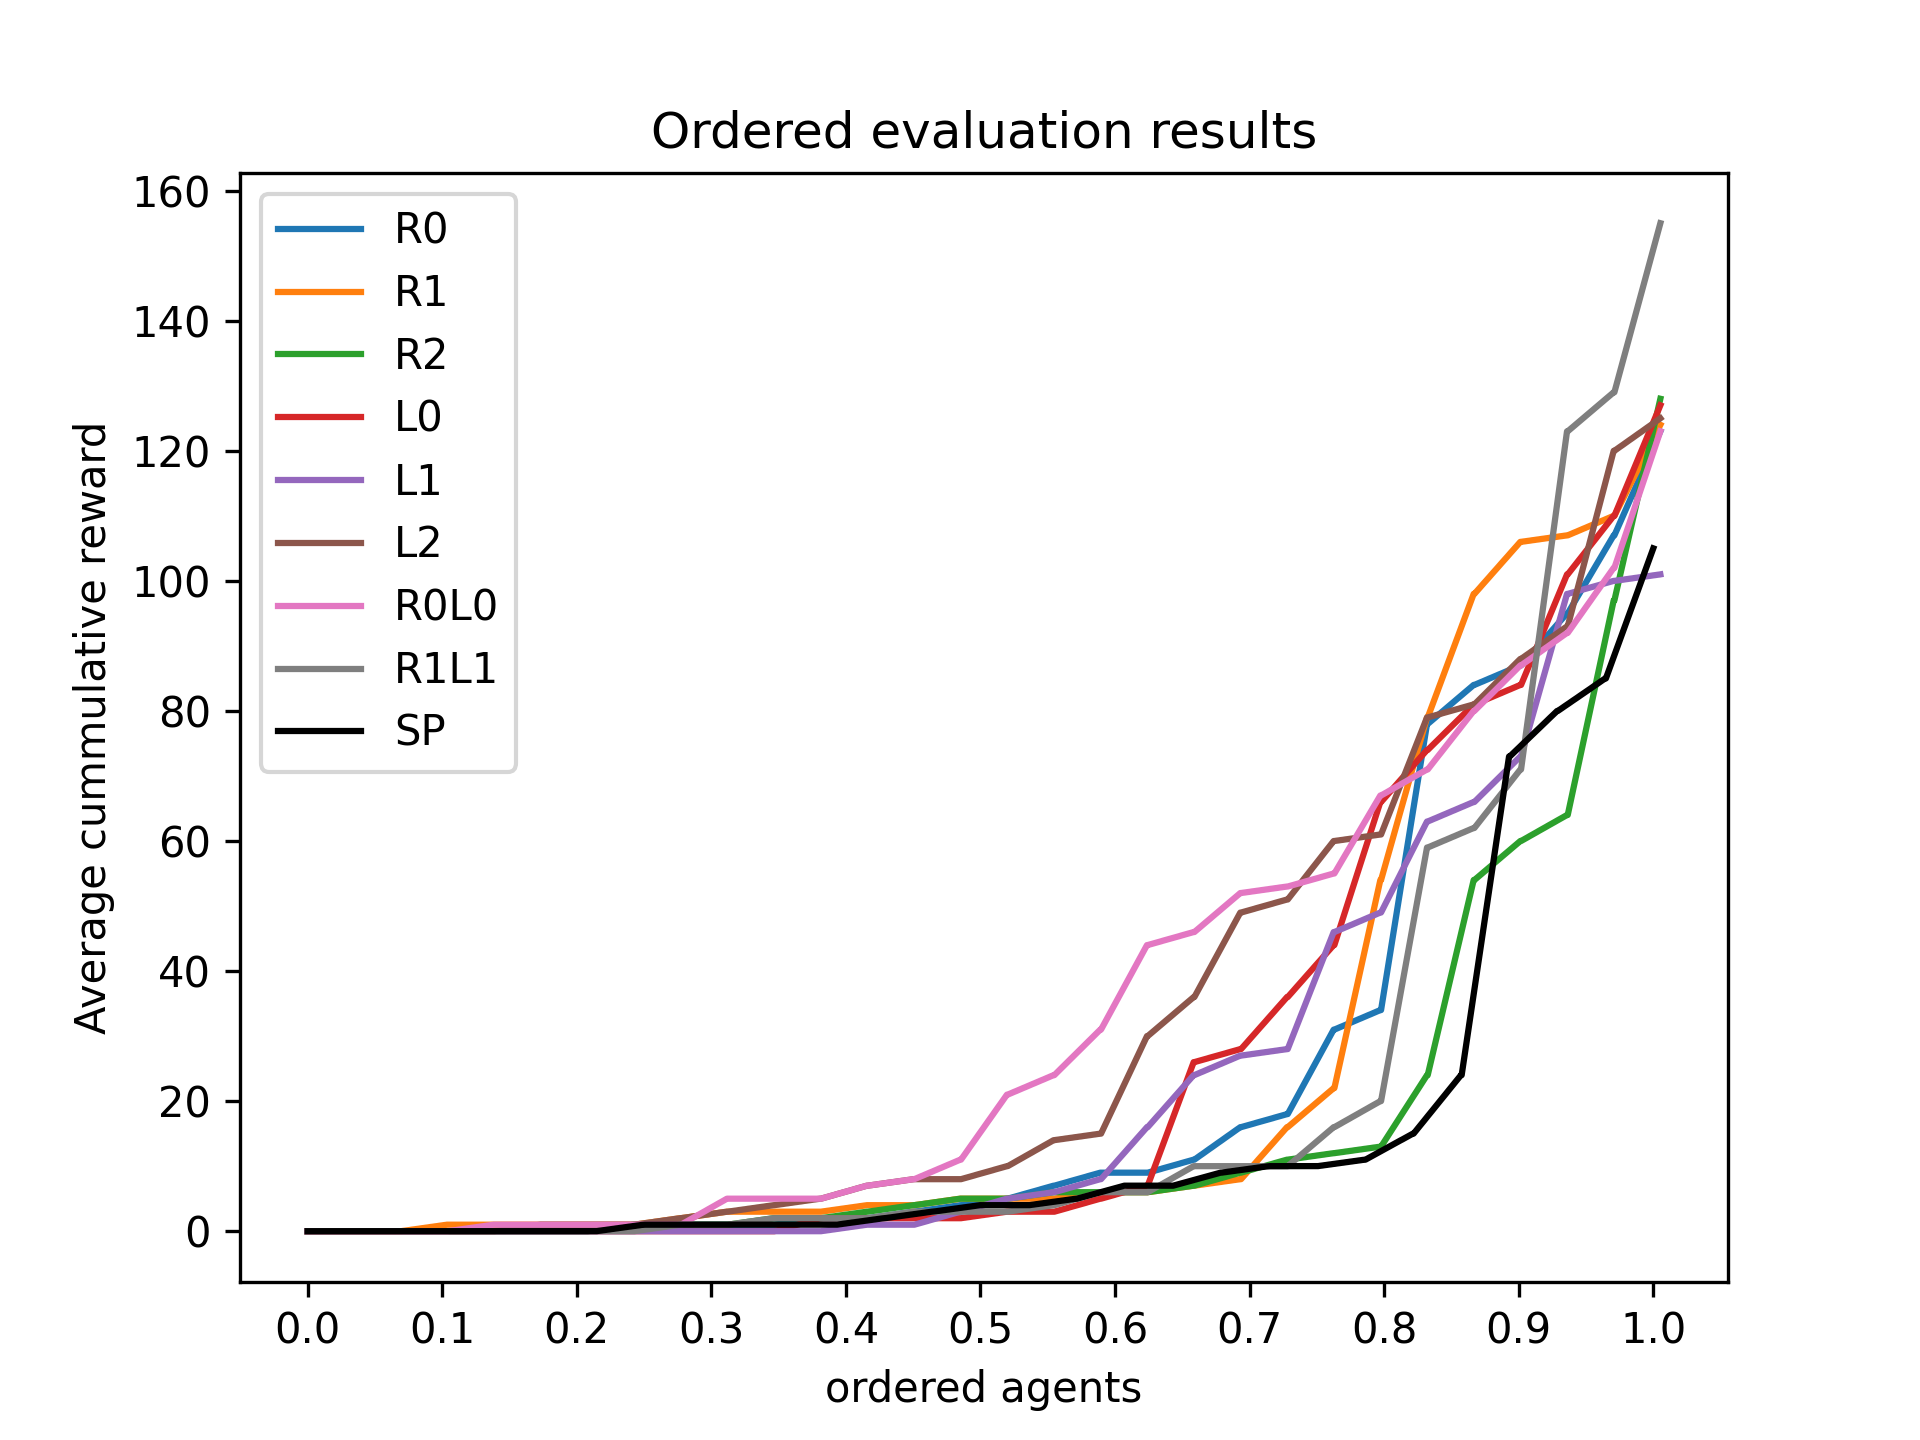 Ordered evaluation results
Average cummulative reward
160
140
120
100
80
60
40
20
0
R0
R1
R2
L0
L1
L2
R0L0
R1L1
SP
0.0 0.1 0.2 0.3 0.4 0.5 0.6 0.7 0.8 0.9 1.0
ordered agents